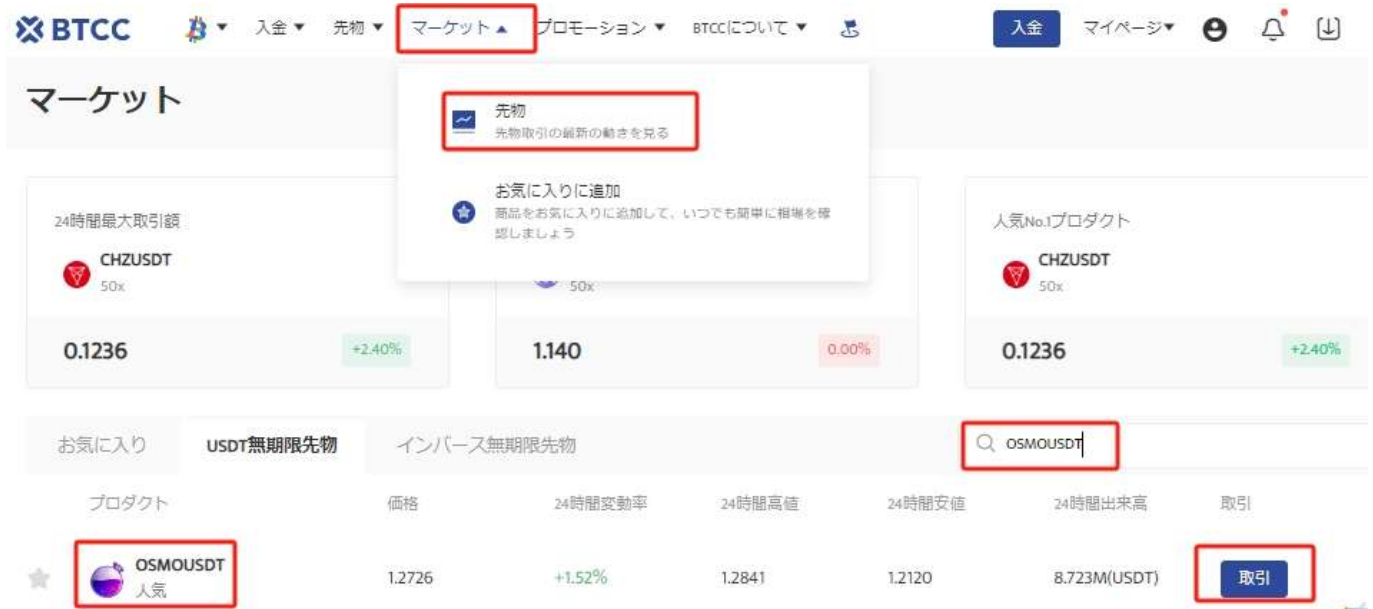 BTCC
入金
先物
マーケット
プロモーション
BTCCについて
入金
マイページ
マーケット
先物
先物取引の最新の動きを見る
お気に入りに追加
商品をお気に入りに追加して、いつでも簡単に相場を確
認しましょう
24時間最大取引額
CHZUSDT
50x
0.1236
+2.40%
50x
1.140
0.00%
人気No.1プロダクト
CHZUSDT
50x
0.1236
+2.40%
お気に入り
USDT無期限先物
インバース無期限先物
OSMOUSDT
プロダクト
価格
24時間変動率
24時間高値
24時間安値
24時間出来高
取引
OSMOUSDT
人気
1.2726
+1.52%
1.2841
1.2120
8.723M(USDT)
取引